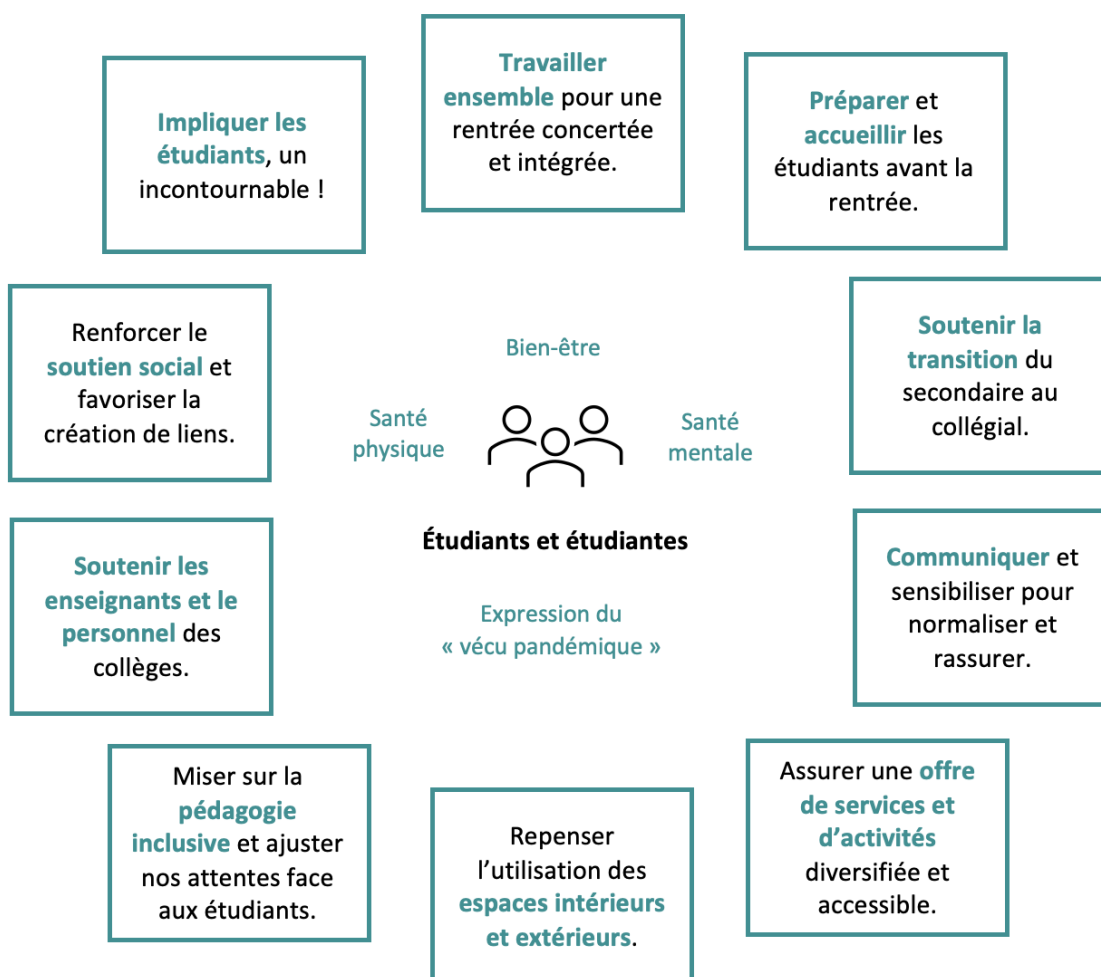 Travailler
ensemble pour une
rentrée concertée
et intégrée.
Préparer et
accueillir les
étudiants avant la
rentrée.
Soutenir la
transition du
secondaire au
collégial.
Communiquer et
sensibiliser pour
normaliser et
rassurer.
Assurer une offre
de services et
d’activités
diversifiée et
accessible.
Repenser
l’utilisation des
espaces intérieurs
et extérieurs.
Miser sur la
pédagogie
inclusive et ajuster
nos attentes face
aux étudiants.
Soutenir les
enseignants et le
personnel des
collèges.
Renforcer le
soutien social et
favoriser la
création de liens.
Impliquer les
étudiants, un
incontournable !
Bien-être
Santé
physique
Santé
mentale
Étudiants et étudiantes
Expression du
« vécu pandémique »